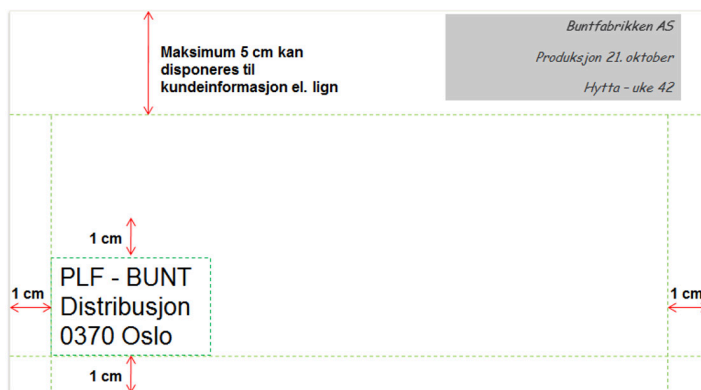 Buntfabrikken AS
Maksimum 5 cm kan
disponeres til
kundeinformasjon el. lign
Produksjon 21. oktober
Hytta - uke 42
1 cm
PLF - BUNT
Distribusjon
0370 Oslo
1 cm
1 cm
1 cm